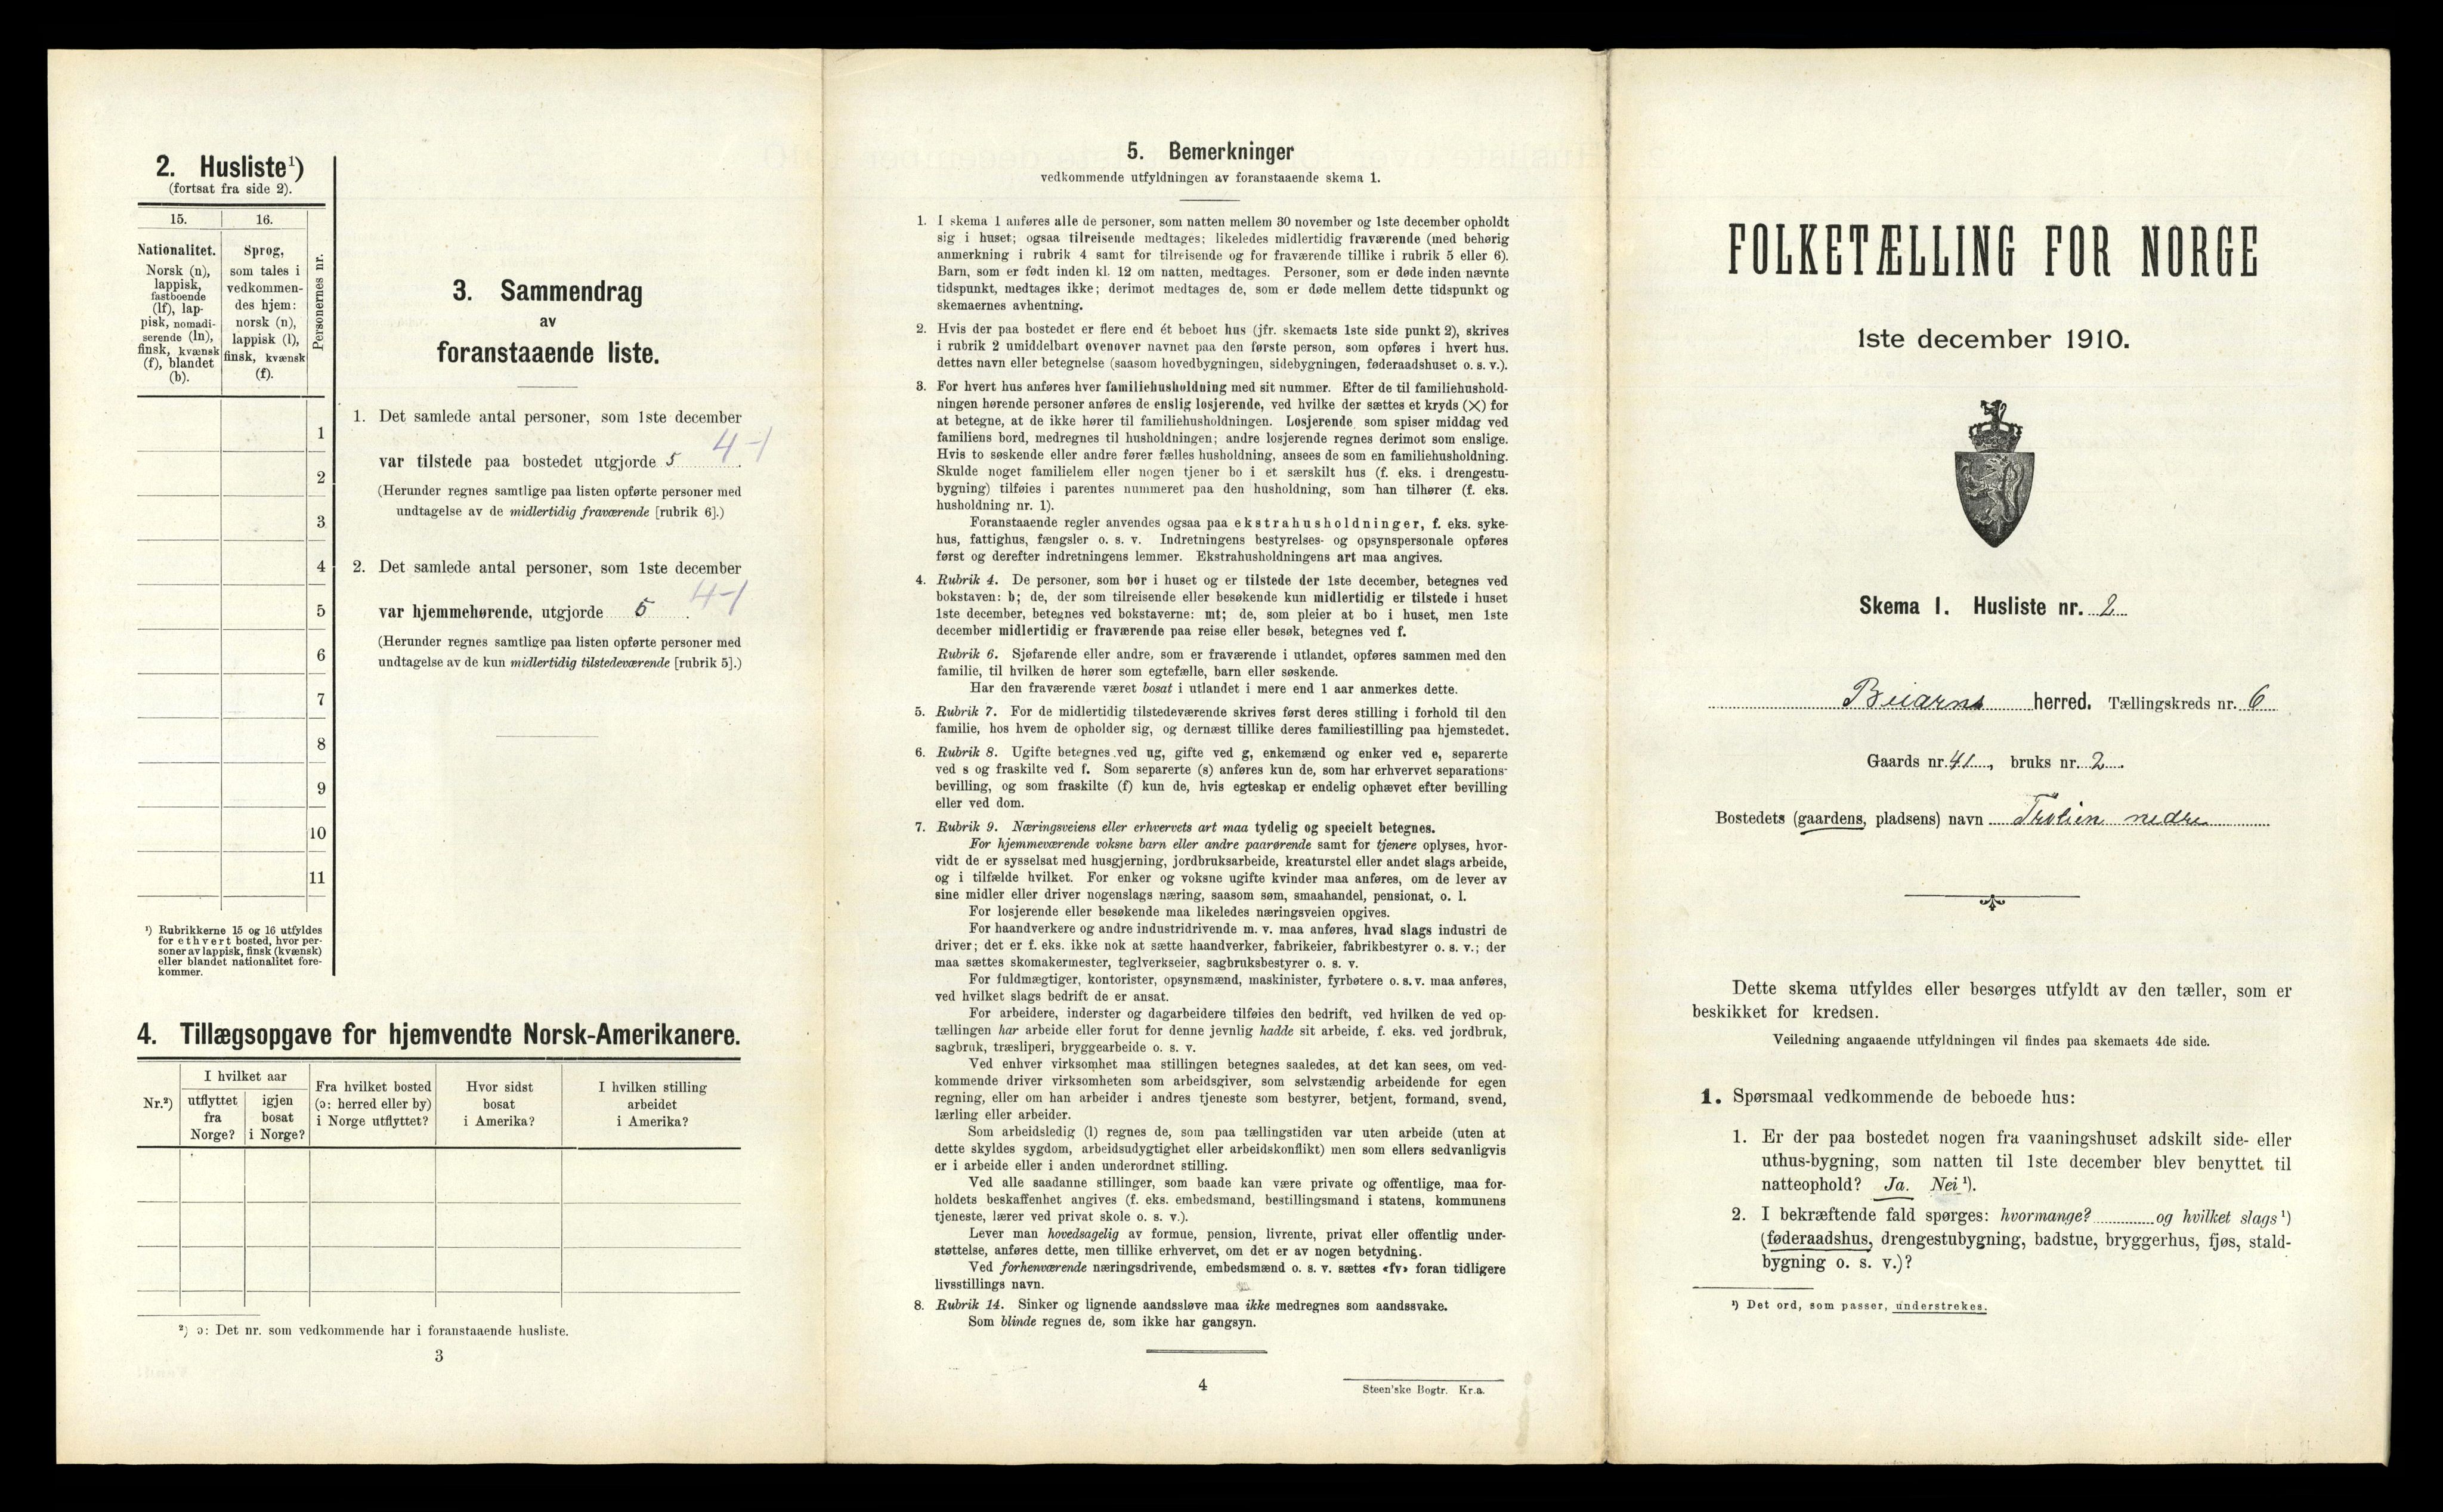 2. Husliste¹)
(fortsat fra side 2).
15. 16.
Personernes nr.
Nationalitet.
Norsk (n),
lappisk,
fastboende
(lf), lap-
pisk, nomadi-
serende (ln),
finsk, kvænsk
(f), blandet
(b).
Sprog,
som tales i
vedkommen-
des hjem:
norsk (n),
lappisk (l),
finsk, kvænsk
(f).
1
2
3
4
5
6
7
8
9
10
11
¹) Rubrikkerne 15 og 16 utfyldes
for ethvert bosted, hvor per-
soner av lappisk, finsk (kvænsk)
eller blandet nationalitet fore-
kommer.
3. Sammendrag
av
foranstaaende liste.
1. Det samlede antal personer, som 1ste december
4-1
var tilstede paa bostedet utgjorde 5.
(Herunder regnes samtlige paa listen opførte personer med
undtagelse av de midlertidig fraværende [rubrik 6].)
2. Det samlede antal personer, som 1ste december
4-1
var hjemmehørende, utgjorde 5.
(Herunder regnes samtlige paa listen opførte personer med
undtagelse av de kun midlertidig tilstedeværende [rubrik 5].)
4. Tillægsopgave for hjemvendte Norsk-Amerikanere.
Nr.²)
I hvilket aar
utflyttet
fra
Norge?
igjen
bosat
i Norge?
Fra hvilket bosted
(ɔ: herred eller by)
i Norge utflyttet?
Hvor sidst
bosat
i Amerika?
I hvilken stilling
arbeidet
i Amerika?
²) ɔ: Det nr. som vedkommende har i foranstaaende husliste.
3
5. Bemerkninger
vedkommende utfyldningen av foranstaaende skema 1.
1. I skema 1 anføres alle de personer, som natten mellem 30 november og 1ste december opholdt
sig i huset; ogsaa tilreisende medtages; likeledes midlertidig fraværende (med behørig
anmerkning i rubrik 4 samt for tilreisende og for fraværende tillike i rubrik 5 eller 6).
Barn, som er født inden kl. 12 om natten, medtages. Personer, som er døde inden nævnte
tidspunkt, medtages ikke; derimot medtages de, som er døde mellem dette tidspunkt og
skemaernes avhentning.
2. Hvis der paa bostedet er flere end ét beboet hus (jfr. skemaets 1ste side punkt 2), skrives
i rubrik 2 umiddelbart ovenover navnet paa den første person, som opføres i hvert hus.
dettes navn eller betegnelse (saasom hovedbygningen, sidebygningen, føderaadshuset o. s. v.).
3. For hvert hus anføres hver familiehusholdning med sit nummer. Efter de til familiehushold-
ningen hørende personer anføres de enslig losjerende, ved hvilke der sættes et kryds (×) for
at betegne, at de ikke hører til familiehusholdningen. Losjerende som spiser middag ved
familiens bord, medregnes til husholdningen; andre losjerende regnes derimot som enslige.
Hvis to søskende eller andre fører fælles husholdning, ansees de som en familiehusholdning.
Skulde noget familielem eller nogen tjener bo i et særskilt hus (f. eks. i drengestu-
bygning) tilføies i parentes nummeret paa den husholdning, som han tilhører (f. eks.
husholdning nr. 1).
Foranstaaende regler anvendes ogsaa paa ekstrahusholdninger, f. eks. syke-
hus, fattighus, fængsler o. s. v. Indretningens bestyrelses- og opsynspersonale opføres
først og derefter indretningens lemmer. Ekstrahusholdningens art maa angives.
4. Rubrik 4. De personer, som bor i huset og er tilstede der 1ste december, betegnes ved
bokstaven: b; de, der som tilreisende eller besøkende kun midlertidig er tilstede i huset
1ste december, betegnes ved bokstaverne: mt; de, som pleier at bo i huset, men 1ste
december midlertidig er fraværende paa reise eller besøk, betegnes ved f.
Rubrik 6. Sjøfarende eller andre, som er fraværende i utlandet, opføres sammen med den
familie, til hvilken de hører som egtefælle, barn eller søskende.
Har den fraværende været bosat i utlandet i mere end 1 aar anmerkes dette.
5. Rubrik 7. For de midlertidig tilstedeværende skrives først deres stilling i forhold til den
familie, hos hvem de opholder sig, og dernæst tillike deres familiestilling paa hjemstedet.
6. Rubrik 8. Ugifte betegnes ved ug, gifte ved g, enkemænd og enker ved e, separerte
ved s og fraskilte ved f. Som separerte (s) anføres kun de, som har erhvervet separations-
bevilling, og som fraskilte (f) kun de, hvis egteskap er endelig ophævet efter bevilling
eller ved dom.
7. Rubrik 9. Næringsveiens eller erhvervets art maa tydelig og specielt betegnes.
For hjemmeværende voksne barn eller andre paarørende samt for tjenere oplyses, hvor-
vidt de er sysselsat med husgjerning, jordbruksarbeide, kreaturstel eller andet slags arbeide,
og i tilfælde hvilket. For enker og voksne ugifte kvinder maa anføres, om de lever av
sine midler eller driver nogenslags næring, saasom søm, smaahandel, pensionat, o. l.
For losjerende eller besøkende maa likeledes næringsveien opgives.
For haandverkere og andre industridrivende m. v. maa anføres, hvad slags industri de
driver; det er f. eks. ikke nok at sætte haandverker, fabrikeier, fabrikbestyrer o. s. v.; der
maa sættes skomakermester, teglverkseier, sagbruksbestyrer o. s. v.
For fuldmægtiger, kontorister, opsynsmænd, maskinister, fyrbøtere o. s. v. maa anføres,
ved hvilket slags bedrift de er ansat.
For arbeidere, inderster og dagarbeidere tilføies den bedrift, ved hvilken de ved op-
tællingen har arbeide eller forut for denne jevnlig hadde sit arbeide, f. eks. ved jordbruk,
sagbruk, træsliperi, bryggearbeide o. s. v.
Ved enhver virksomhet maa stillingen betegnes saaledes, at det kan sees, om ved-
kommende driver virksomheten som arbeidsgiver, som selvstændig arbeidende for egen
regning, eller om han arbeider i andres tjeneste som bestyrer, betjent, formand, svend,
lærling eller arbeider.
Som arbeidsledig (l) regnes de, som paa tællingstiden var uten arbeide (uten at
dette skyldes sygdom, arbeidsudygtighet eller arbeidskonflikt) men som ellers sedvanligvis
er i arbeide eller i anden underordnet stilling.
Ved alle saadanne stillinger, som baade kan være private og offentlige, maa for-
holdets beskaffenhet angives (f. eks. embedsmand, bestillingsmand i statens, kommunens
tjeneste, lærer ved privat skole o. s. v.).
Lever man hovedsagelig av formue, pension, livrente, privat eller offentlig under-
støttelse, anføres dette, men tillike erhvervet, om det er av nogen betydning.
Ved forhenværende næringsdrivende, embedsmænd o. s. v. sættes «fv» foran tidligere
livsstillings navn.
8. Rubrik 14. Sinker og lignende aandssløve maa ikke medregnes som aandssvake.
Som blinde regnes de, som ikke har gangsyn.
4
Steen'ske Bogtr. Kr.a.
FOLKETÆLLING FOR NORGE
1ste december 1910.
Skema 1. Husliste nr. 2
Beiarns herred. Tællingskreds nr. 6
Gaards nr. 41, bruks nr. 2.
Bostedets (gaardens, pladsens) navn Trolien nedre
Dette skema utfyldes eller besørges utfyldt av den tæller, som er
beskikket for kredsen.
Veiledning angaaende utfyldningen vil findes paa skemaets 4de side.
1. Spørsmaal vedkommende de beboede hus:
1. Er der paa bostedet nogen fra vaaningshuset adskilt side- eller
uthus-bygning, som natten til 1ste december blev benyttet til
natteophold? Ja. Nei¹).
2. I bekræftende fald spørges: hvormange? og hvilket slags¹)
(føderaadshus, drengestubygning, badstue, bryggerhus, fjøs, stald-
bygning o. s. v.)?
¹) Det ord, som passer, understrekes.